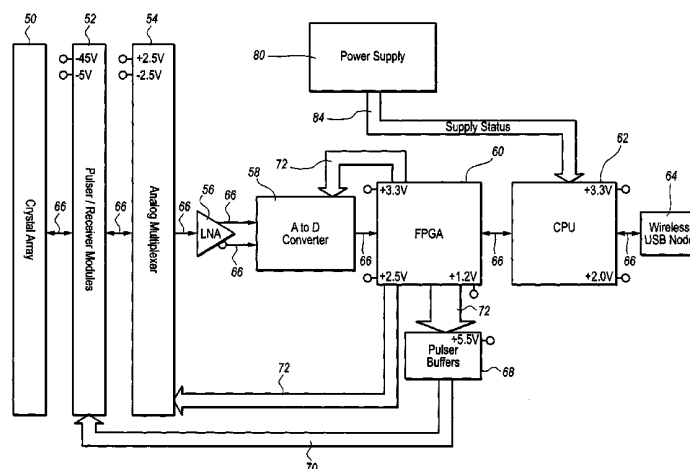 50
52
54
-45V
-5V
+2.5V
-2.5V
80
Power Supply
84
Supply Status
72
58
60
62
64
56
66
66
66
66
66
66
66
66
Crystal Array
Pulser / Receiver Modules
Analog Multiplexer
LNA
A to D
Converter
+3.3V
FPGA
+2.5V
+1.2V
+3.3V
CPU
+2.0V
Wireless
USB Node
72
+5.5V
Pulser
Buffers
68
72
70